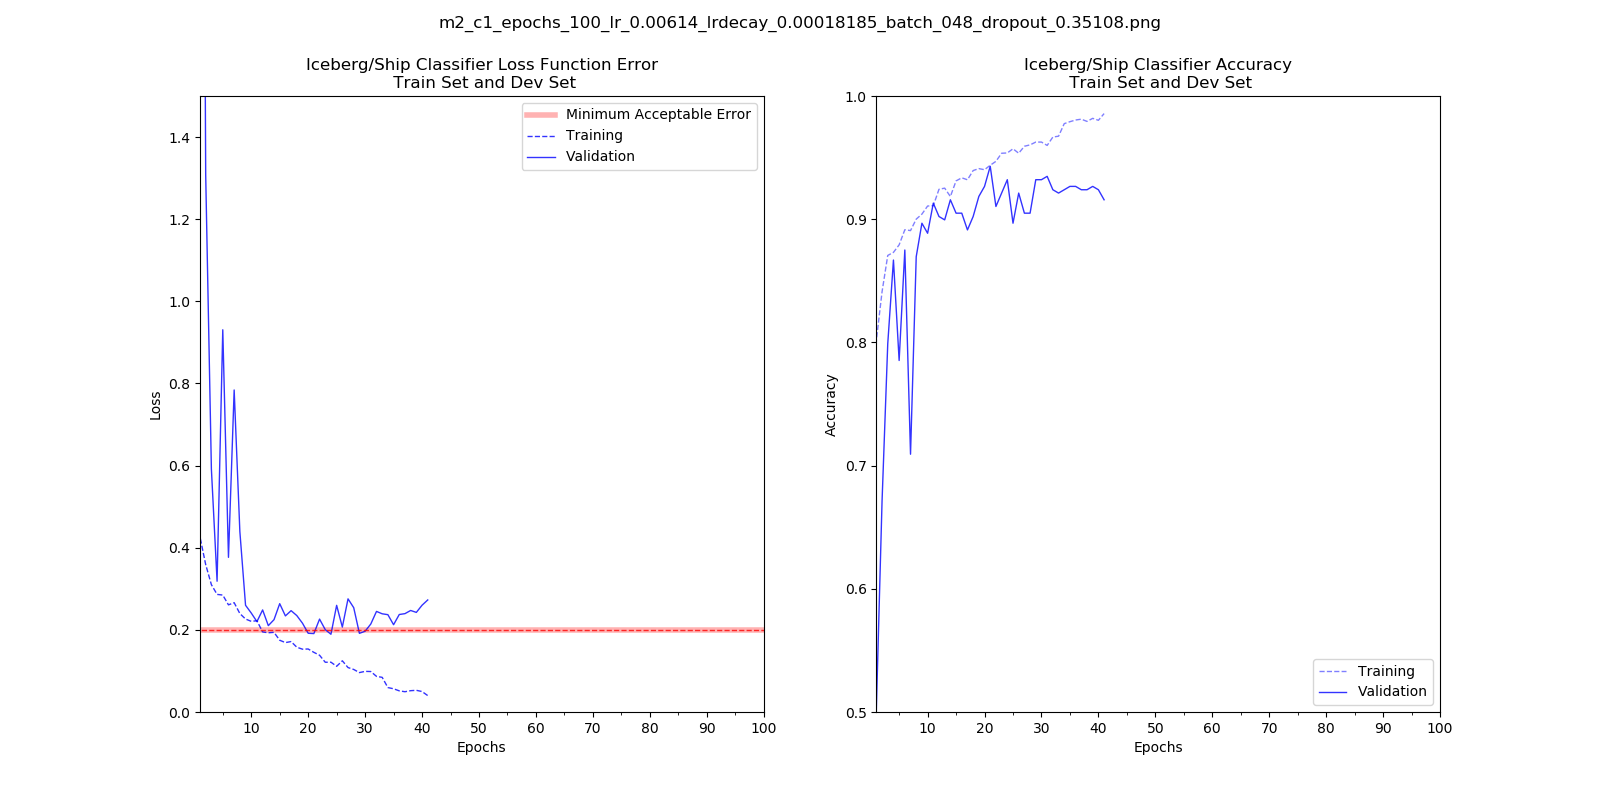 m2_c1_epochs_100_lr_0.00614_lrdecay_0.00018185_batch_048_dropout_0.35108.png
Iceberg/Ship Classifier Loss Function Error
Train Set and Dev Set
1.4
1.2
1.0
0.8
0.6
0.4
0.2
0.0
Loss
Minimum Acceptable Error
Training
Validation
10 20 30 40 50 60 70 80 90 100
Epochs
Iceberg/Ship Classifier Accuracy
Train Set and Dev Set
1.0
0.9
0.8
0.7
0.6
0.5
Accuracy
Training
Validation
10 20 30 40 50 60 70 80 90 100
Epochs